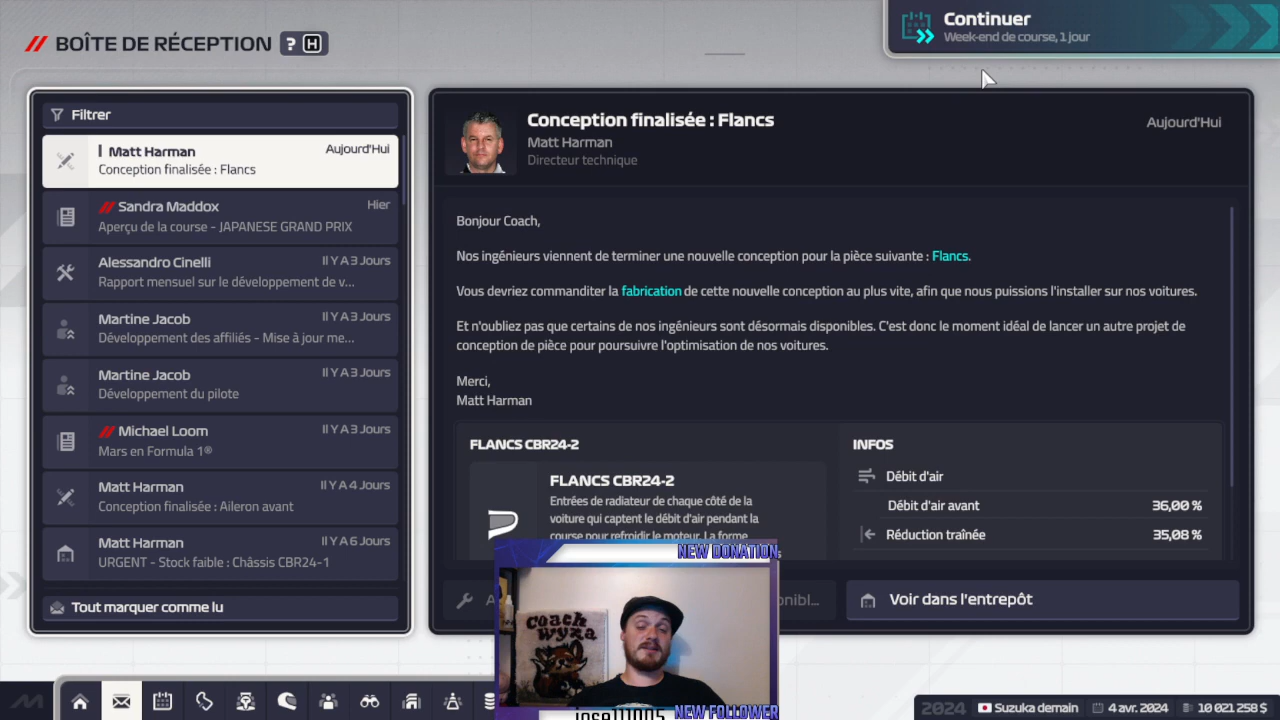 BOÎTE DE RÉCEPTION ? H
Continuer
Week-end de course, 1 jour
Filtrer
Matt Harman Aujourd'Hui
Conception finalisée : Flancs
Sandra Maddox Hier
Aperçu de la course - JAPANESE GRAND PRIX
Alessandro Cinelli Il Y A 3 Jours
Rapport mensuel sur le développement de v...
Martine Jacob Il Y A 3 Jours
Développement des affiliés - Mise à jour me...
Martine Jacob Il Y A 3 Jours
Développement du pilote
Michael Loom Il Y A 3 Jours
Mars en Formula 1®
Matt Harman Il Y A 4 Jours
Conception finalisée : Aileron avant
Matt Harman Il Y A 6 Jours
URGENT - Stock faible : Châssis CBR24-1
Tout marquer comme lu
Conception finalisée : Flancs Aujourd'Hui
Matt Harman
Directeur technique
Bonjour Coach,
Nos ingénieurs viennent de terminer une nouvelle conception pour la pièce suivante : Flancs.
Vous devriez commanditer la fabrication de cette nouvelle conception au plus vite, afin que nous puissions l'installer sur nos voitures.
Et n'oubliez pas que certains de nos ingénieurs sont désormais disponibles. C'est donc le moment idéal de lancer un autre projet de
conception de pièce pour poursuivre l'optimisation de nos voitures.
Merci,
Matt Harman
FLANCS CBR24-2
FLANCS CBR24-2
Entrées de radiateur de chaque côté de la
voiture qui captent le débit d'air pendant la
course pour refroidir le moteur. La forme
INFOS
Débit d'air
Débit d'air avant 36,00 %
Réduction traînée 35,08 %
Voir dans l'entrepôt
NEW DONATIONS
coach
wyza
NEW FOLLOWER
2024 Suzuka demain 4 avr. 2024 10 021 258 $